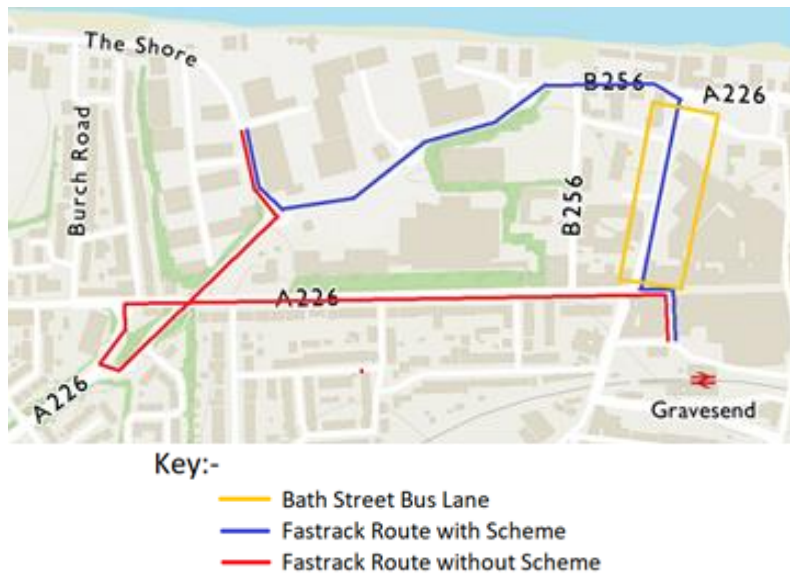 The Shore
B256
A226
Burch Road
B256
A226
A226
Gravesend
Key:-
Bath Street Bus Lane
Fastrack Route with Scheme
Fastrack Route without Scheme